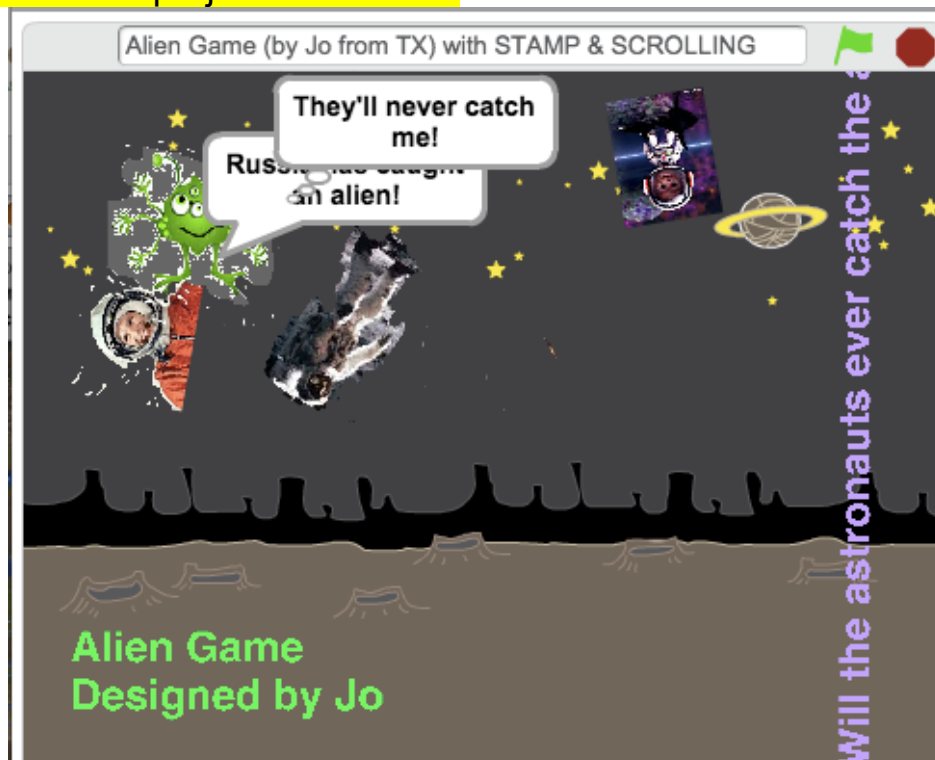 Alien Game (by Jo from TX) with STAMP & SCROLLING
They'll never catch
me!
caught
an alien!
Will the astronauts ever catch the
Alien Game
Designed by Jo